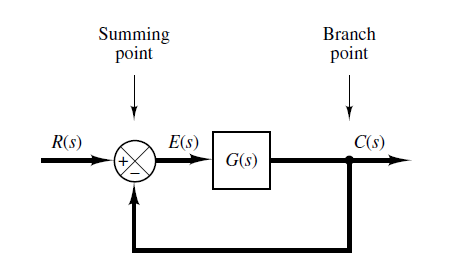 Summing
point
Branch
point
R(s)
E(s)
C(s)
G(s)
+
−